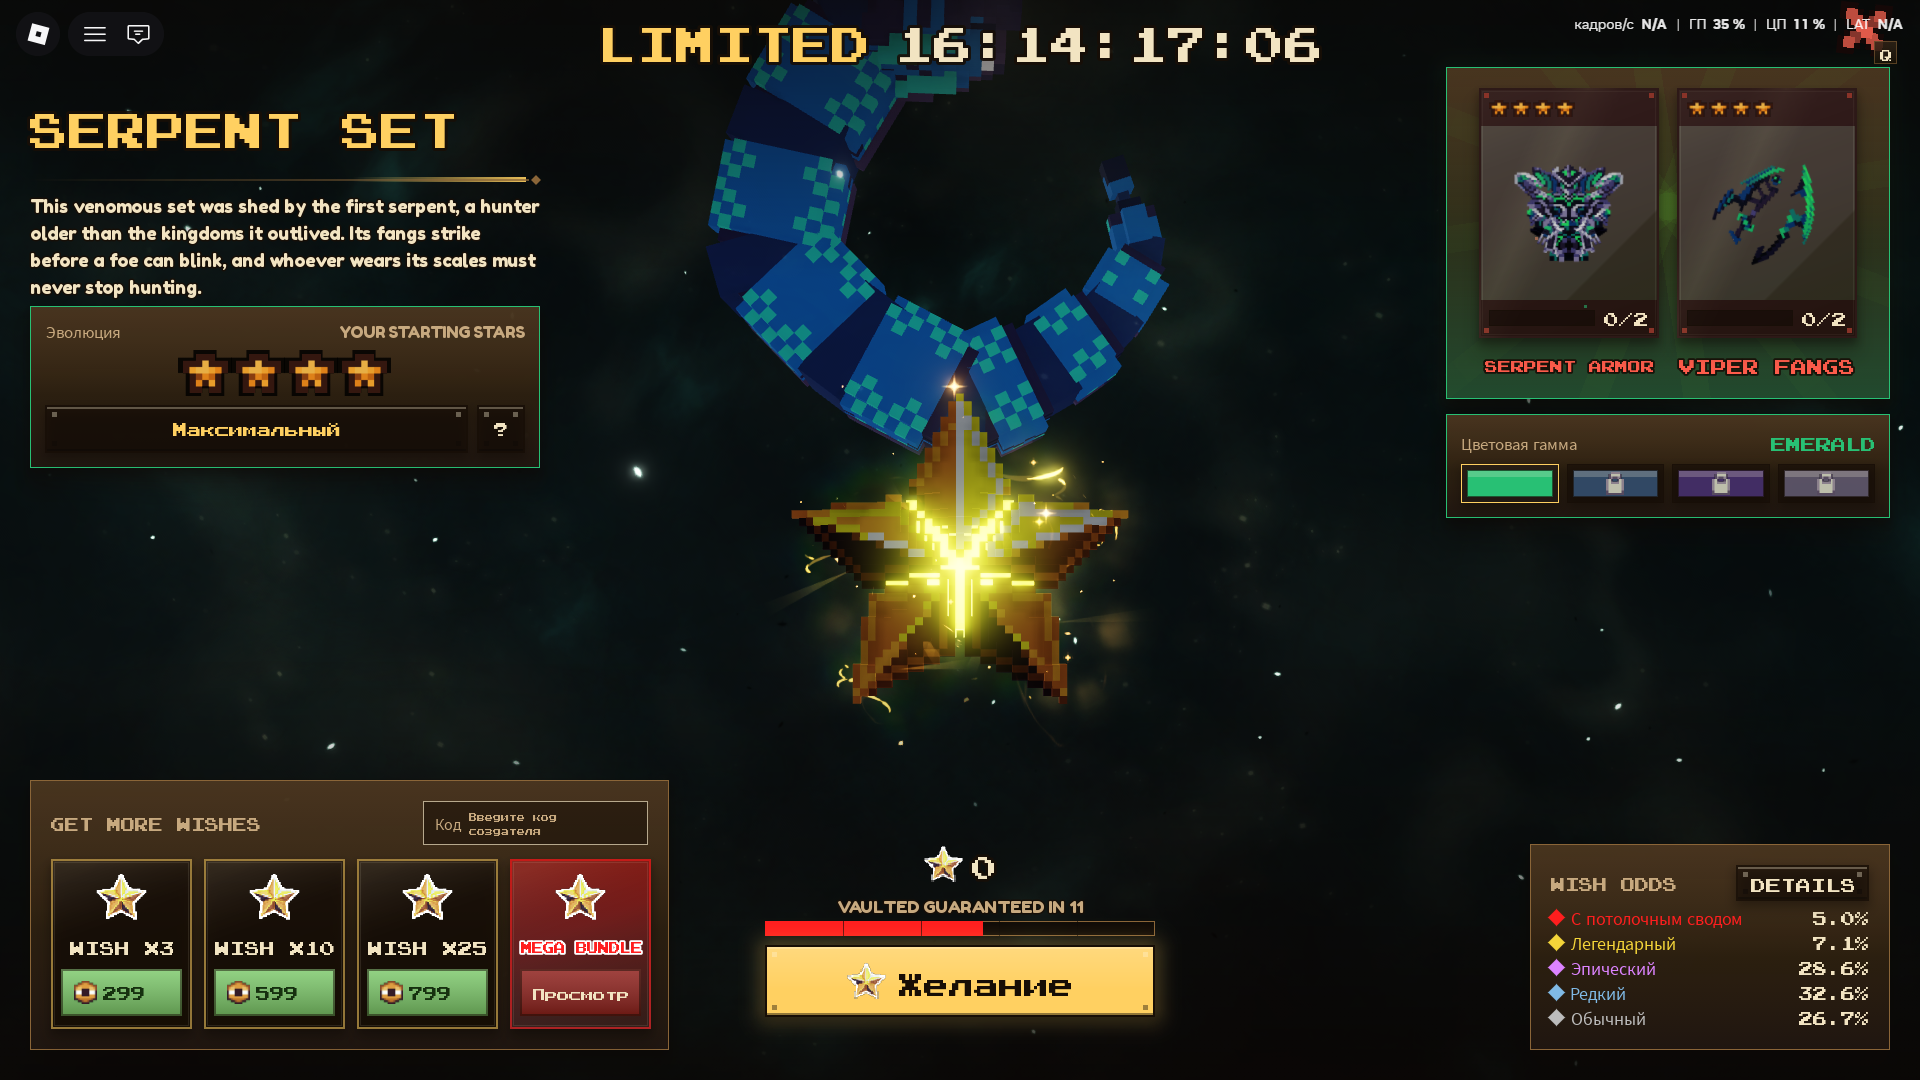 LIMITED 16:14:17:06
кадров/с N/A | ГП 35 % | ЦП 11 % | LAT N/A
Q
SERPENT SET
This venomous set was shed by the first serpent, a hunter
older than the kingdoms it outlived. Its fangs strike
before a foe can blink, and whoever wears its scales must
never stop hunting.
Эволюция YOUR STARTING STARS
Максимальный ?
0/2 0/2
SERPENT ARMOR VIPER FANGS
Цветовая гамма EMERALD
GET MORE WISHES
Код Введите код
создателя
WISH X3 WISH X10 WISH X25 MEGA BUNDLE
299 599 799 Просмотр
0
VAULTED GUARANTEED IN 11
Желание
WISH ODDS DETAILS
С потолочным сводом 5.0%
Легендарный 7.1%
Эпический 28.6%
Редкий 32.6%
Обычный 26.7%